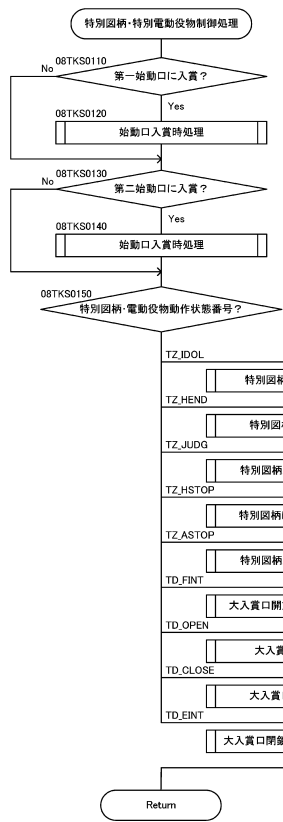 特別図柄・特別電動役物制御処理
08TKS0110
No
第一始動口に入賞？
Yes
08TKS0120
始動口入賞時処理
08TKS0130
No
第二始動口に入賞？
Yes
08TKS0140
始動口入賞時処理
08TKS0150
特別図柄・電動役物動作状態番号？
TZ_IDOL
特別図柄
TZ_HEND
特別図
TZ_JUDG
特別図柄
TZ_HSTOP
特別図柄
TZ_ASTOP
特別図柄
TD_FINT
大入賞口開
TD_OPEN
大入賞
TD_CLOSE
大入賞
TD_EINT
大入賞口閉鎖
Return